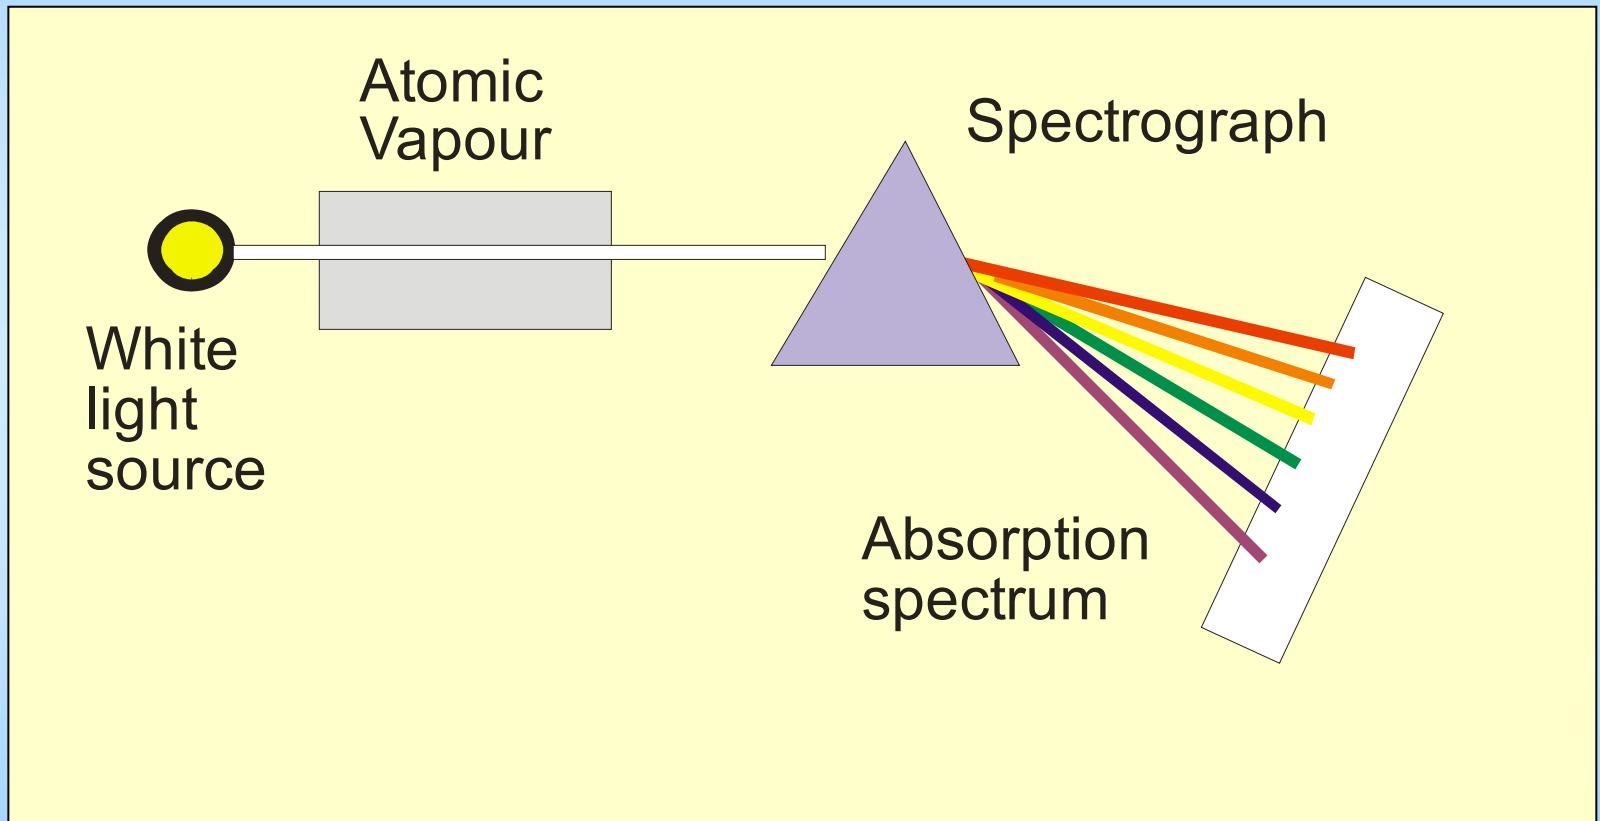 Atomic
Vapour
Spectrograph
White
light
source
Absorption
spectrum